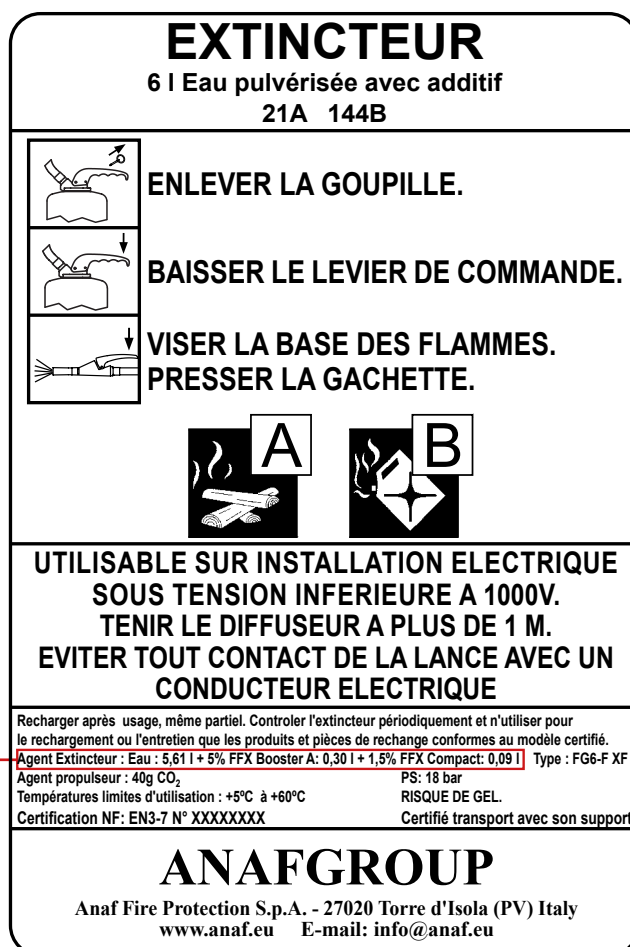 EXTINCTEUR
6 l Eau pulvérisée avec additif
21A 144B
ENLEVER LA GOUPILLE.
BAISSER LE LEVIER DE COMMANDE.
VISER LA BASE DES FLAMMES.
PRESSER LA GACHETTE.
A B
UTILISABLE SUR INSTALLATION ELECTRIQUE
SOUS TENSION INFERIEURE A 1000V.
TENIR LE DIFFUSEUR A PLUS DE 1 M.
EVITER TOUT CONTACT DE LA LANCE AVEC UN
CONDUCTEUR ELECTRIQUE
Recharger après usage, même partiel. Controler l'extincteur périodiquement et n'utiliser pour
le rechargement ou l'entretien que les produits et pièces de rechange conformes au modèle certifié.
Agent Extincteur : Eau : 5,61 l + 5% FFX Booster A: 0,30 l + 1,5% FFX Compact: 0,09 l Type : FG6-F XF
Agent propulseur : 40g CO₂ PS: 18 bar
Températures limites d'utilisation : +5ºC à +60ºC RISQUE DE GEL.
Certification NF: EN3-7 N° XXXXXXXX Certifié transport avec son support
ANAFGROUP
Anaf Fire Protection S.p.A. - 27020 Torre d'Isola (PV) Italy
www.anaf.eu E-mail: info@anaf.eu